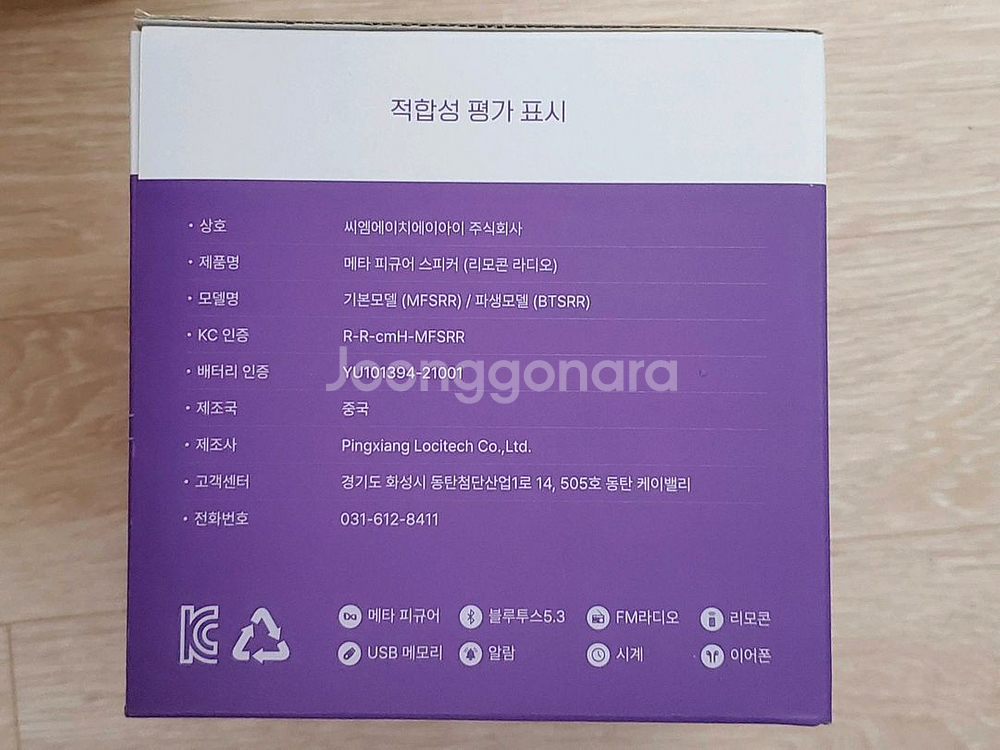 적합성 평가 표시
• 상호 씨엠에이치에이아이 주식회사
• 제품명 메타 피규어 스피커 (리모콘 라디오)
• 모델명 기본모델 (MFSRR) / 파생모델 (BTSRR)
• KC 인증 R-R-cmH-MFSRR
• 배터리 인증 YU101394-21001
Joonggonara
• 제조국 중국
• 제조사 Pingxiang Locitech Co.,Ltd.
• 고객센터 경기도 화성시 동탄첨단산업1로 14, 505호 동탄 케이밸리
• 전화번호 031-612-8411
KC 메타 피규어 블루투스5.3 FM라디오 리모콘
USB 메모리 알람 시계 이어폰